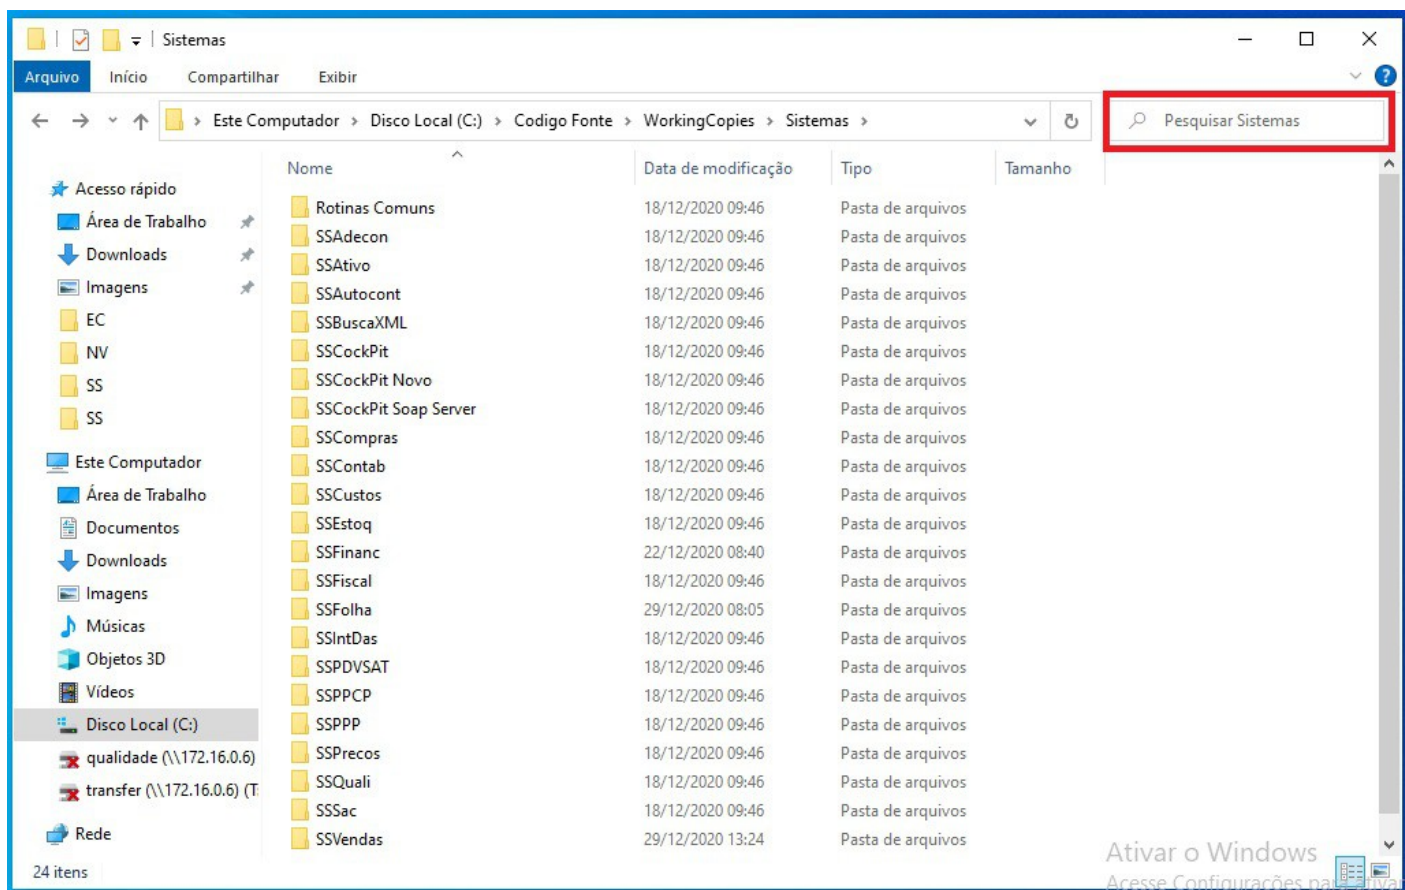 Sistemas
Arquivo Início Compartilhar Exibir
Este Computador > Disco Local (C:) > Codigo Fonte > WorkingCopies > Sistemas >
Pesquisar Sistemas
Nome Data de modificação Tipo Tamanho
Acesso rápido
Área de Trabalho
Downloads
Imagens
EC
NV
SS
SS
Este Computador
Área de Trabalho
Documentos
Downloads
Imagens
Músicas
Objetos 3D
Vídeos
Disco Local (C:)
qualidade (\\172.16.0.6)
transfer (\\172.16.0.6) (T:
Rede
Rotinas Comuns 18/12/2020 09:46 Pasta de arquivos
SSAdecon 18/12/2020 09:46 Pasta de arquivos
SSAtivo 18/12/2020 09:46 Pasta de arquivos
SSAutocont 18/12/2020 09:46 Pasta de arquivos
SSBuscaXML 18/12/2020 09:46 Pasta de arquivos
SSCockPit 18/12/2020 09:46 Pasta de arquivos
SSCockPit Novo 18/12/2020 09:46 Pasta de arquivos
SSCockPit Soap Server 18/12/2020 09:46 Pasta de arquivos
SSCompras 18/12/2020 09:46 Pasta de arquivos
SSContab 18/12/2020 09:46 Pasta de arquivos
SSCustos 18/12/2020 09:46 Pasta de arquivos
SSEstoq 18/12/2020 09:46 Pasta de arquivos
SSFinanc 22/12/2020 08:40 Pasta de arquivos
SSFiscal 18/12/2020 09:46 Pasta de arquivos
SSFolha 29/12/2020 08:05 Pasta de arquivos
SSIntDas 18/12/2020 09:46 Pasta de arquivos
SSPDVSAT 18/12/2020 09:46 Pasta de arquivos
SSPPCP 18/12/2020 09:46 Pasta de arquivos
SSPPP 18/12/2020 09:46 Pasta de arquivos
SSPrecos 18/12/2020 09:46 Pasta de arquivos
SSQuali 18/12/2020 09:46 Pasta de arquivos
SSSac 18/12/2020 09:46 Pasta de arquivos
SSVendas 29/12/2020 13:24 Pasta de arquivos
24 itens
Ativar o Windows
Acesse Configurações para ativar